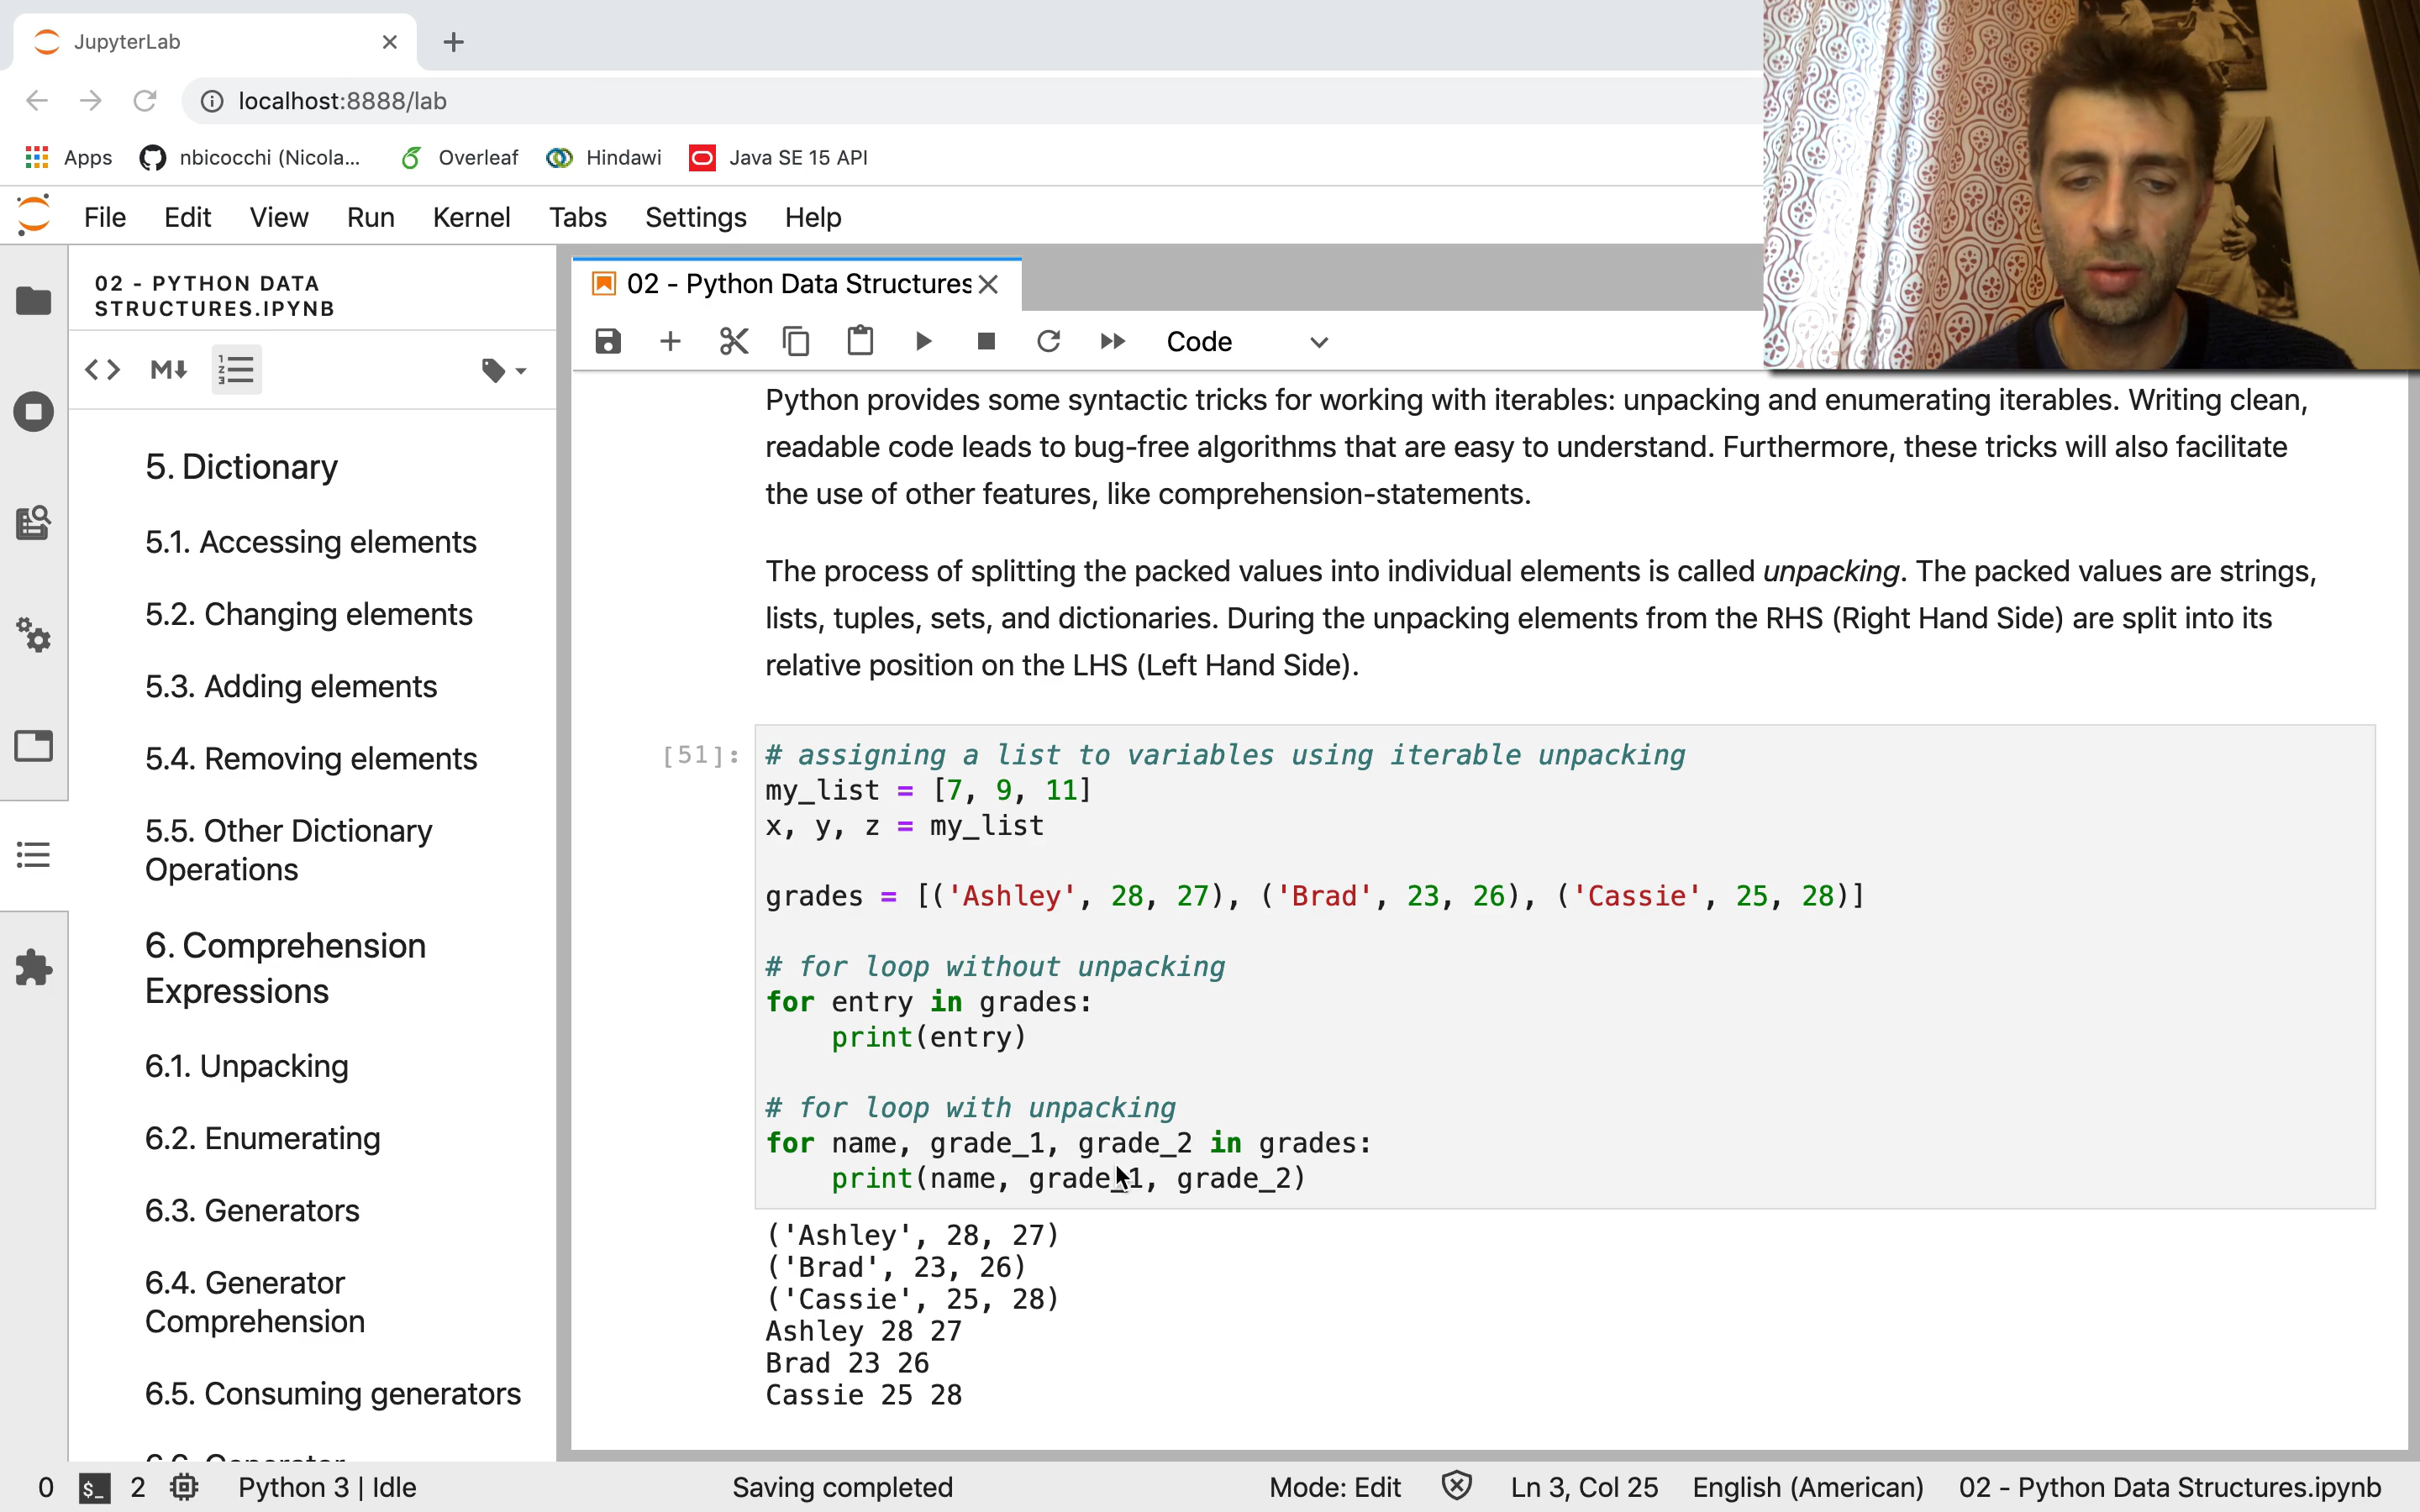 JupyterLab
localhost:8888/lab
Apps nbicocchi (Nicola... Overleaf Hindawi Java SE 15 API
File Edit View Run Kernel Tabs Settings Help
02 - PYTHON DATA
STRUCTURES.IPYNB
5. Dictionary
5.1. Accessing elements
5.2. Changing elements
5.3. Adding elements
5.4. Removing elements
5.5. Other Dictionary
Operations
6. Comprehension
Expressions
6.1. Unpacking
6.2. Enumerating
6.3. Generators
6.4. Generator
Comprehension
6.5. Consuming generators
02 - Python Data Structures
Code
Python provides some syntactic tricks for working with iterables: unpacking and enumerating iterables. Writing clean,
readable code leads to bug-free algorithms that are easy to understand. Furthermore, these tricks will also facilitate
the use of other features, like comprehension-statements.
The process of splitting the packed values into individual elements is called unpacking. The packed values are strings,
lists, tuples, sets, and dictionaries. During the unpacking elements from the RHS (Right Hand Side) are split into its
relative position on the LHS (Left Hand Side).
[51]: # assigning a list to variables using iterable unpacking
my_list = [7, 9, 11]
x, y, z = my_list
grades = [('Ashley', 28, 27), ('Brad', 23, 26), ('Cassie', 25, 28)]
# for loop without unpacking
for entry in grades:
print(entry)
# for loop with unpacking
for name, grade_1, grade_2 in grades:
print(name, grade_1, grade_2)
('Ashley', 28, 27)
('Brad', 23, 26)
('Cassie', 25, 28)
Ashley 28 27
Brad 23 26
Cassie 25 28
0 $_ 2 Python 3 | Idle Saving completed Mode: Edit Ln 3, Col 25 English (American) 02 - Python Data Structures.ipynb